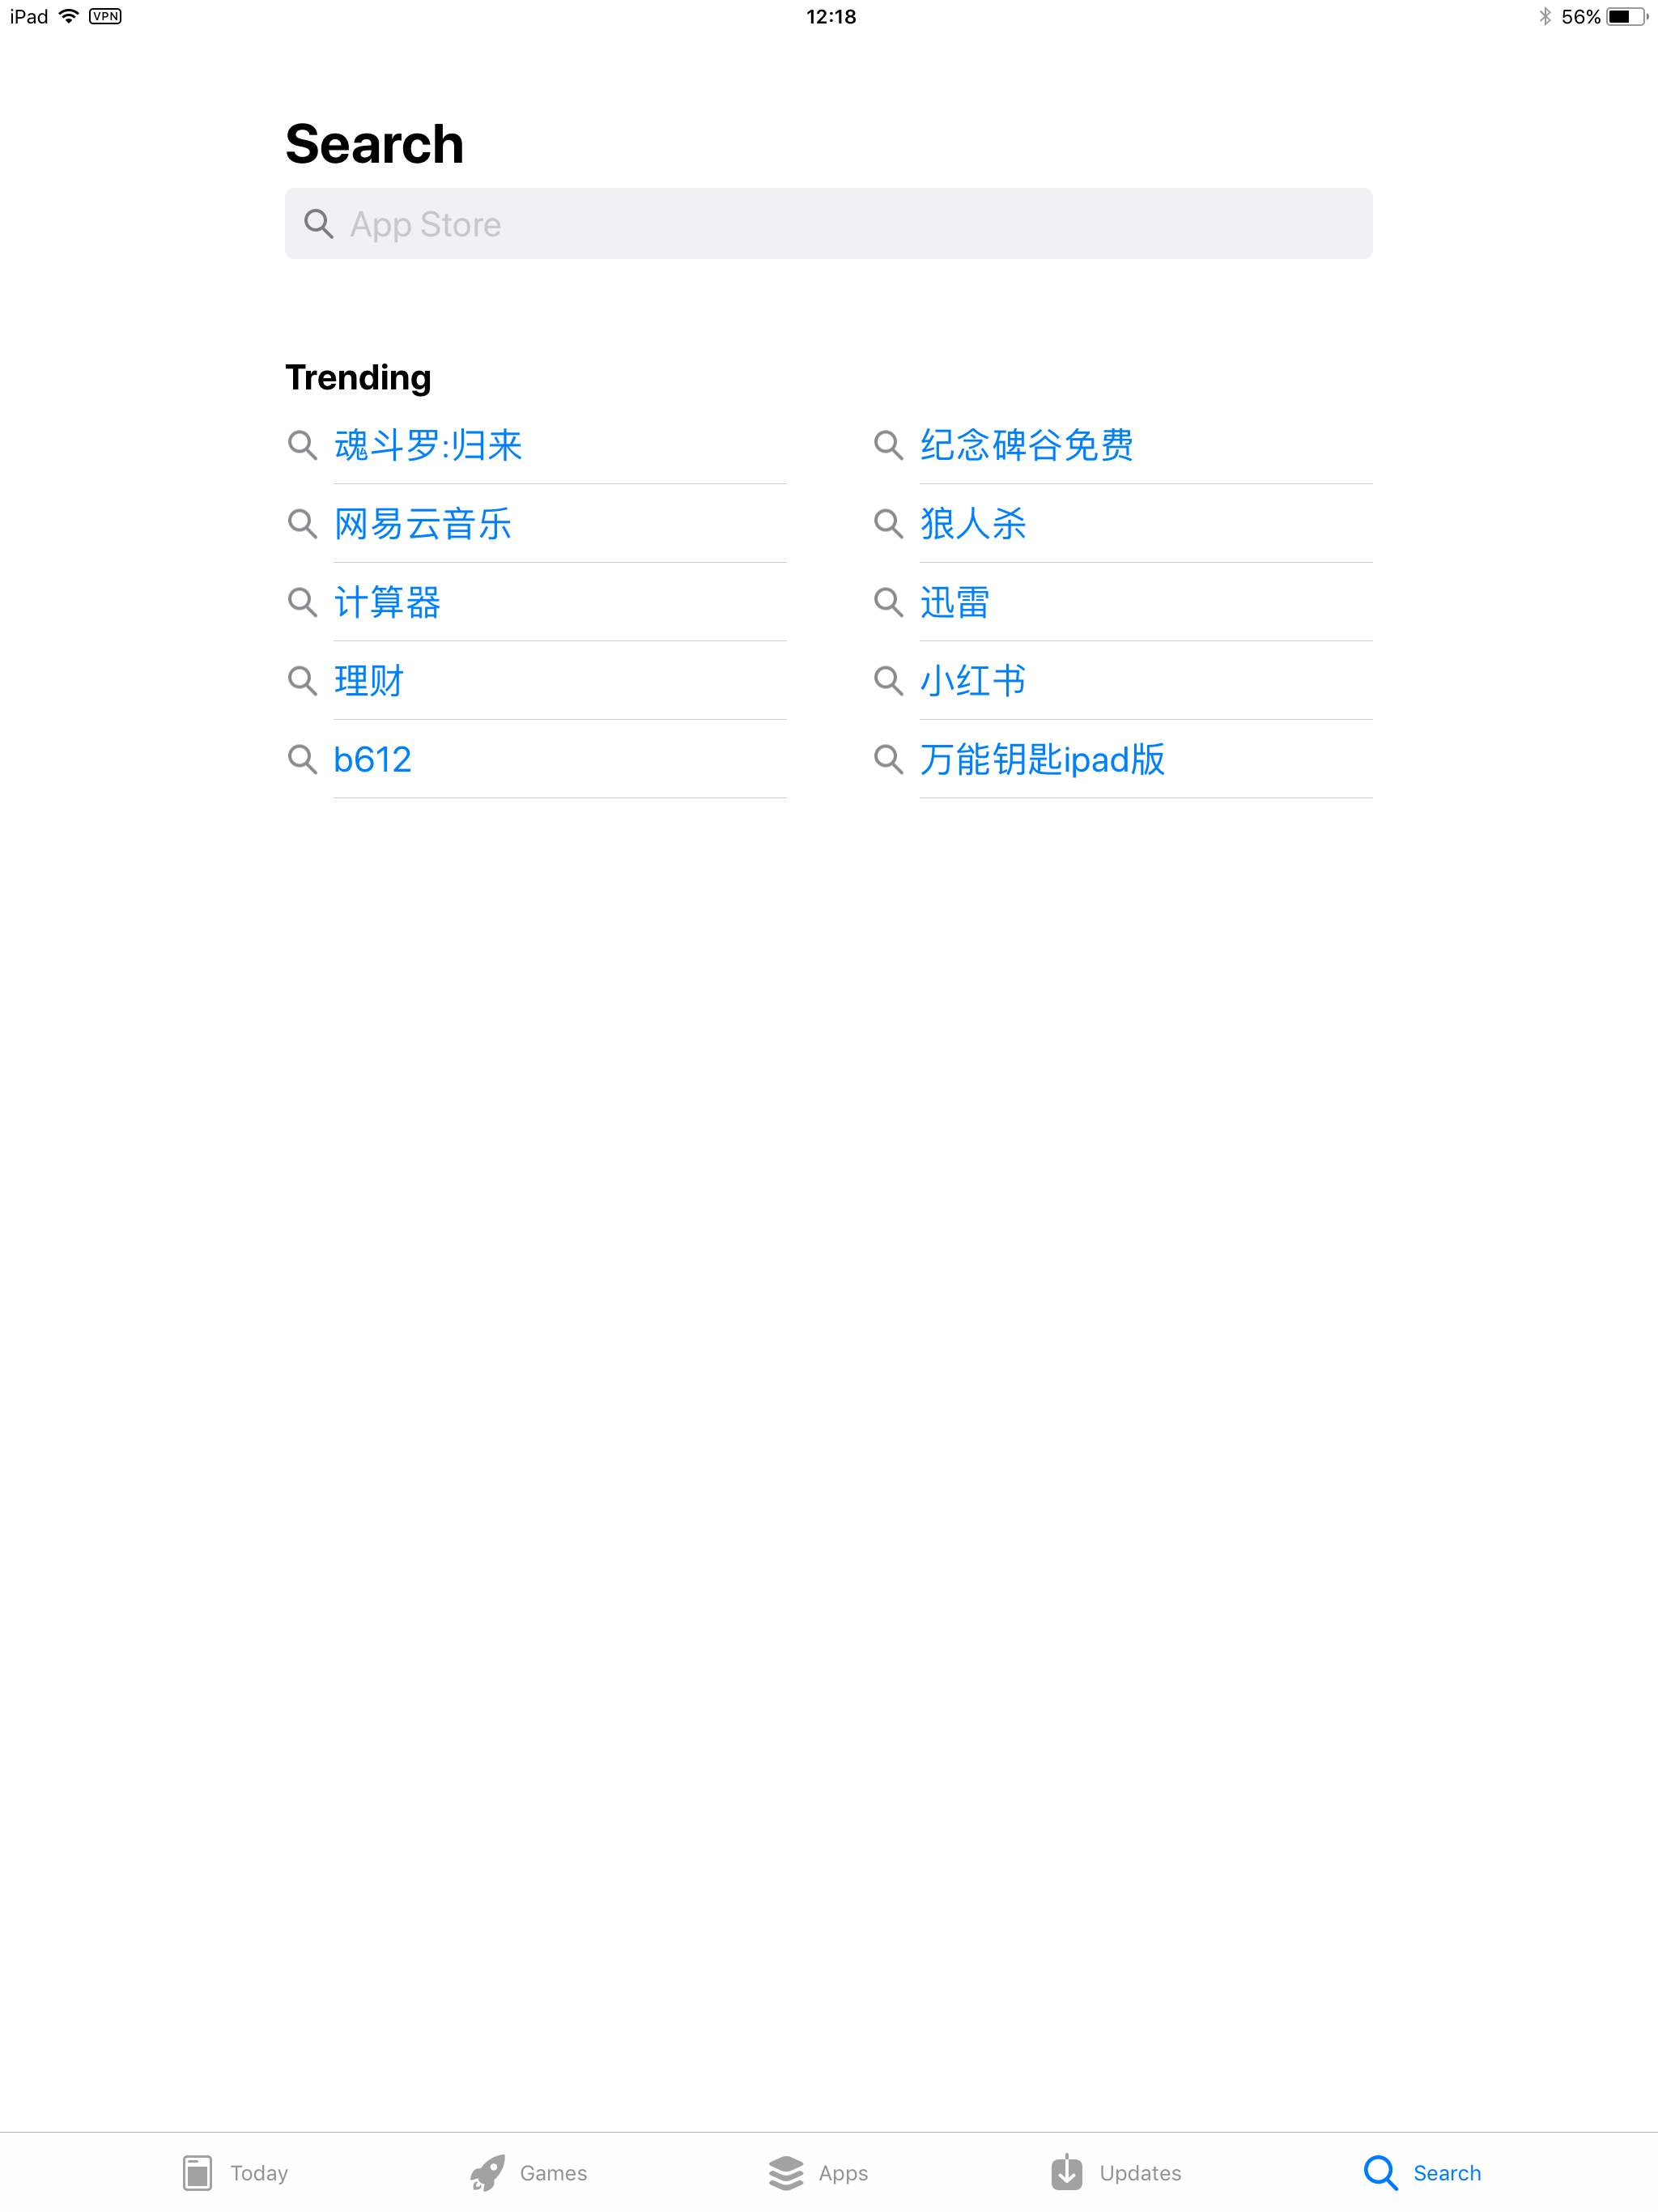 iPad VPN 12:18 56%
Search
App Store
Trending
魂斗罗:归来 纪念碑谷免费
网易云音乐 狼人杀
计算器 迅雷
理财 小红书
b612 万能钥匙ipad版
Today Games Apps Updates Search